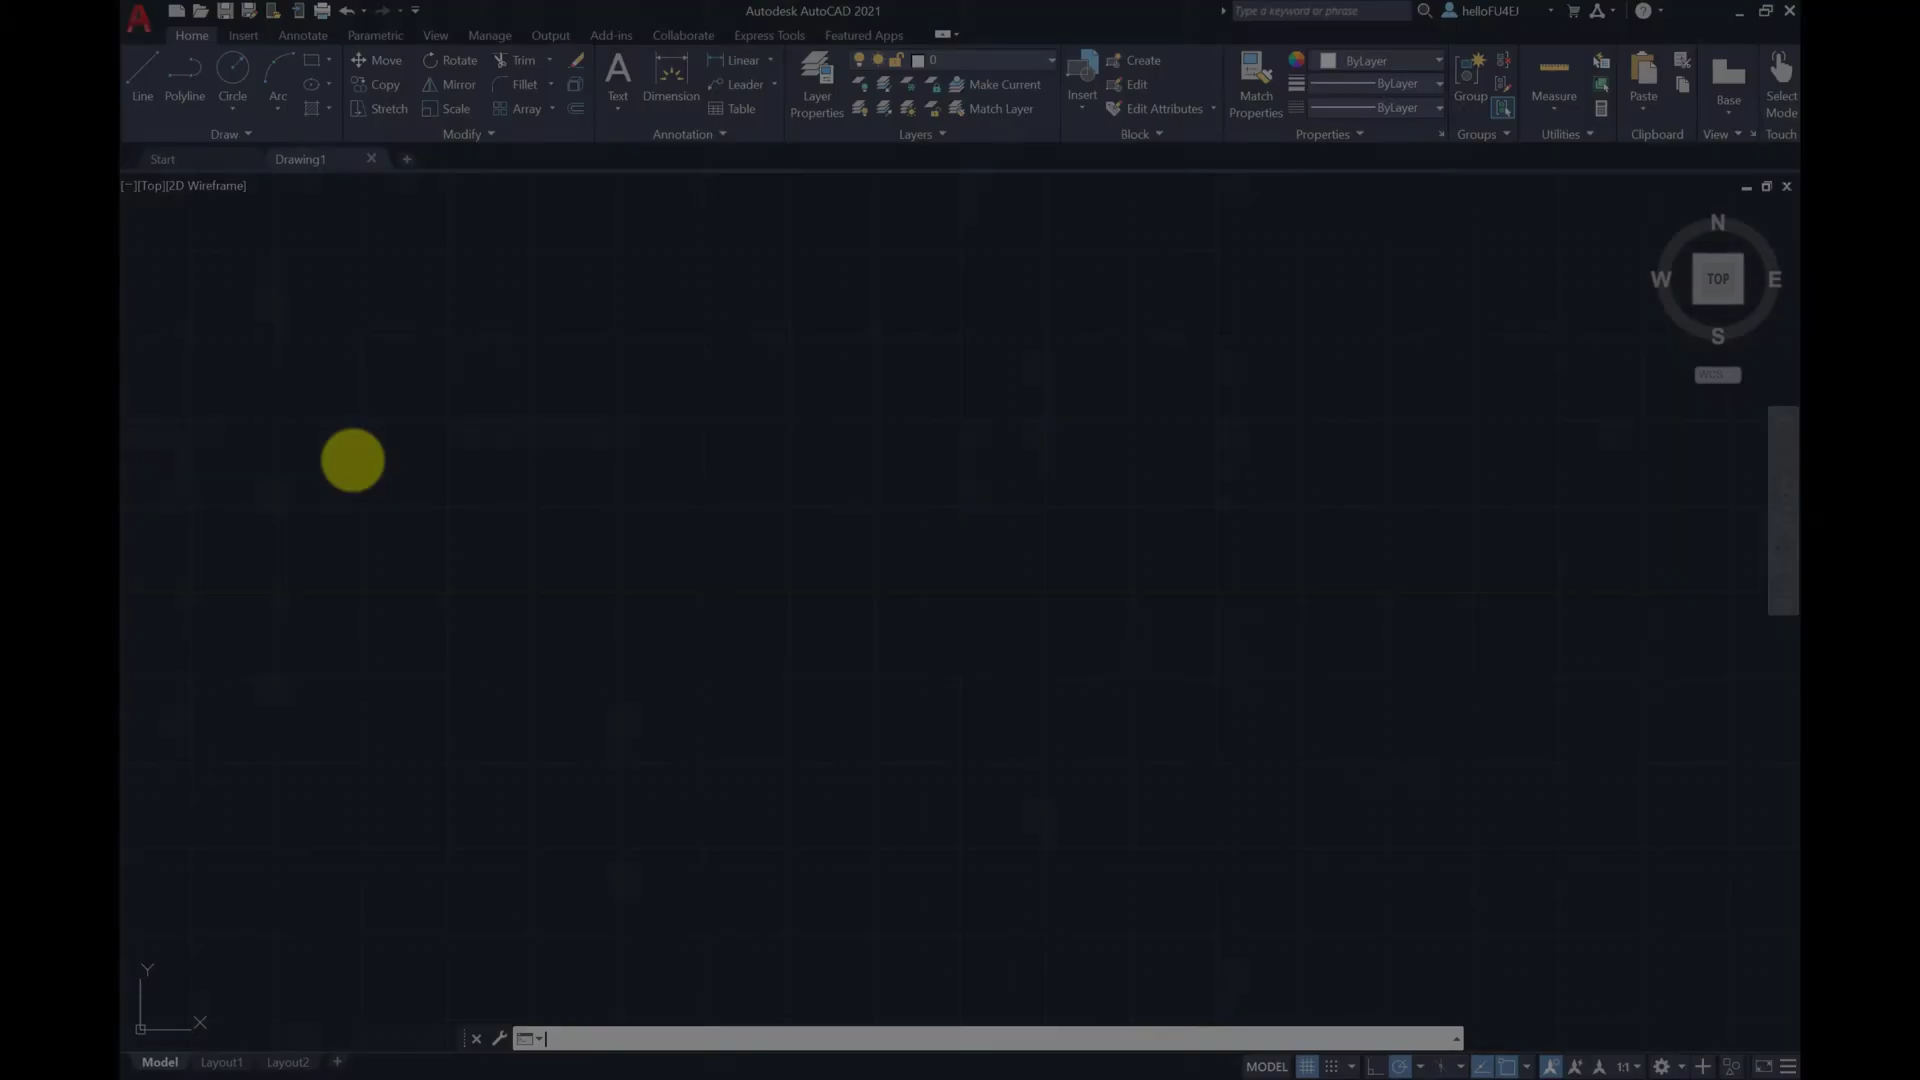 Autodesk AutoCAD 2021
Type a keyword or phrase
helloFU4EJ
Home Insert Annotate Parametric View Manage Output Add-ins Collaborate Express Tools Featured Apps
Move Rotate Trim Linear 0 Create ByLayer
Copy Mirror Fillet Leader Make Current Edit ByLayer
Line Polyline Circle Arc Text Dimension Layer Properties Insert Match Properties Group Measure Paste Base Select Mode
Stretch Scale Array Table Match Layer Edit Attributes ByLayer
Draw Modify Annotation Layers Block Properties Groups Utilities Clipboard View Touch
Start Drawing1
[−][Top][2D Wireframe]
N
W TOP E
S
WCS
Y
X
Model Layout1 Layout2
MODEL 1:1